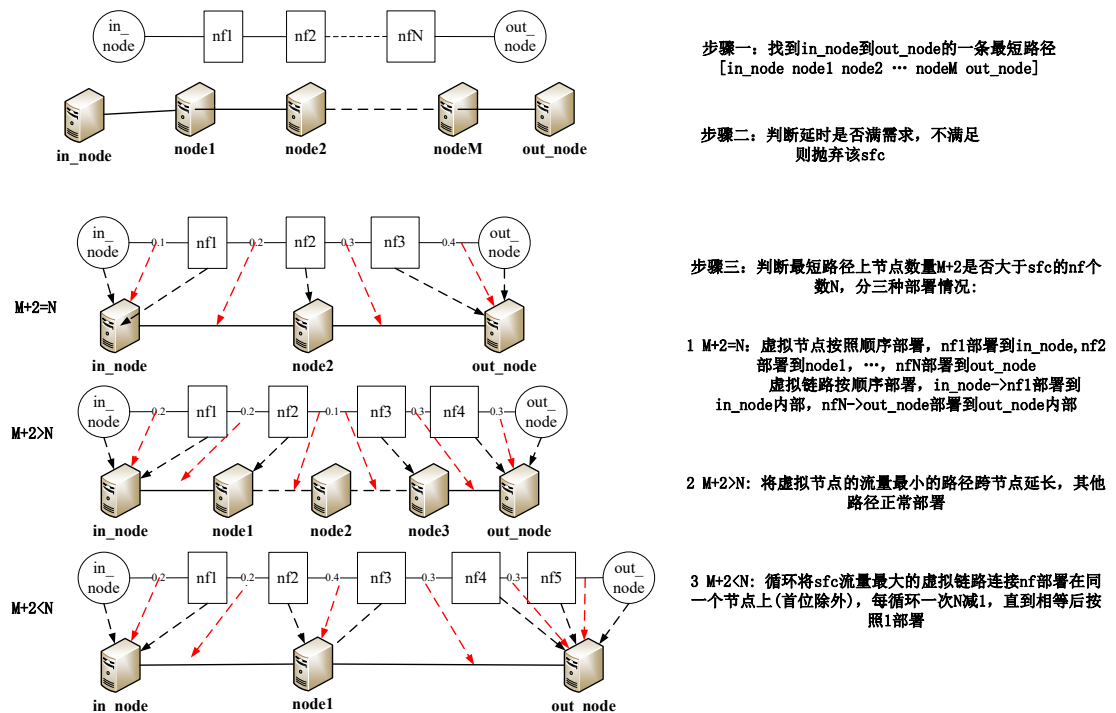 in_
node
nf1
nf2
nfN
out_
node
in_node
node1
node2
nodeM
out_node
步骤一：找到in_node到out_node的一条最短路径
[in_node node1 node2 … nodeM out_node]
步骤二：判断延时是否满需求，不满足
则抛弃该sfc
M+2=N
in_
node
0.1
nf1
0.2
nf2
0.3
nf3
0.4
out_
node
in_node
node2
out_node
步骤三：判断最短路径上节点数量M+2是否大于sfc的nf个
数N，分三种部署情况:
1 M+2=N：虚拟节点按照顺序部署，nf1部署到in_node,nf2
部署到node1，…，nfN部署到out_node
虚拟链路按顺序部署，in_node->nf1部署到
in_node内部，nfN->out_node部署到out_node内部
M+2>N
in_
node
0.2
nf1
0.2
nf2
0.1
nf3
0.3
nf4
0.3
out_
node
in_node
node1
node2
node3
out_node
2 M+2>N: 将虚拟节点的流量最小的路径跨节点延长，其他
路径正常部署
M+2<N
in_
node
0.2
nf1
0.2
nf2
0.4
nf3
0.3
nf4
nf5
out_
node
in_node
node1
out_node
3 M+2<N: 循环将sfc流量最大的虚拟链路连接nf部署在同
一个节点上(首位除外)，每循环一次N减1，直到相等后按
照1部署